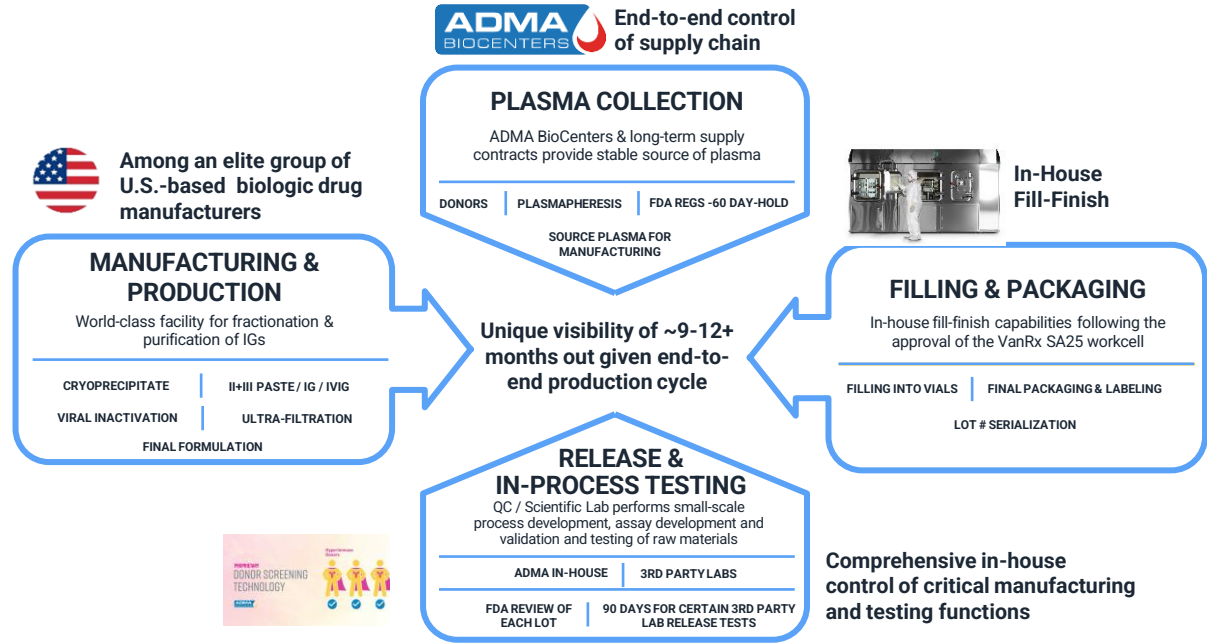 ADMA
BIOCENTERS
End-to-end control
of supply chain
PLASMA COLLECTION
ADMA BioCenters & long-term supply
contracts provide stable source of plasma
DONORS
PLASMAPHERESIS
FDA REGS -60 DAY-HOLD
SOURCE PLASMA FOR
MANUFACTURING
Among an elite group of
U.S.-based biologic drug
manufacturers
MANUFACTURING &
PRODUCTION
World-class facility for fractionation &
purification of IGs
CRYOPRECIPITATE
II+III PASTE / IG / IVIG
VIRAL INACTIVATION
ULTRA-FILTRATION
FINAL FORMULATION
Unique visibility of ~9-12+
months out given end-to-
end production cycle
In-House
Fill-Finish
FILLING & PACKAGING
In-house fill-finish capabilities following the
approval of the VanRx SA25 workcell
FILLING INTO VIALS
FINAL PACKAGING & LABELING
LOT # SERIALIZATION
RELEASE &
IN-PROCESS TESTING
QC / Scientific Lab performs small-scale
process development, assay development and
validation and testing of raw materials
ADMA IN-HOUSE
3RD PARTY LABS
FDA REVIEW OF
EACH LOT
90 DAYS FOR CERTAIN 3RD PARTY
LAB RELEASE TESTS
Hyperimmune
Donors
PROPRIETARY
DONOR SCREENING
TECHNOLOGY
ADMA
Comprehensive in-house
control of critical manufacturing
and testing functions